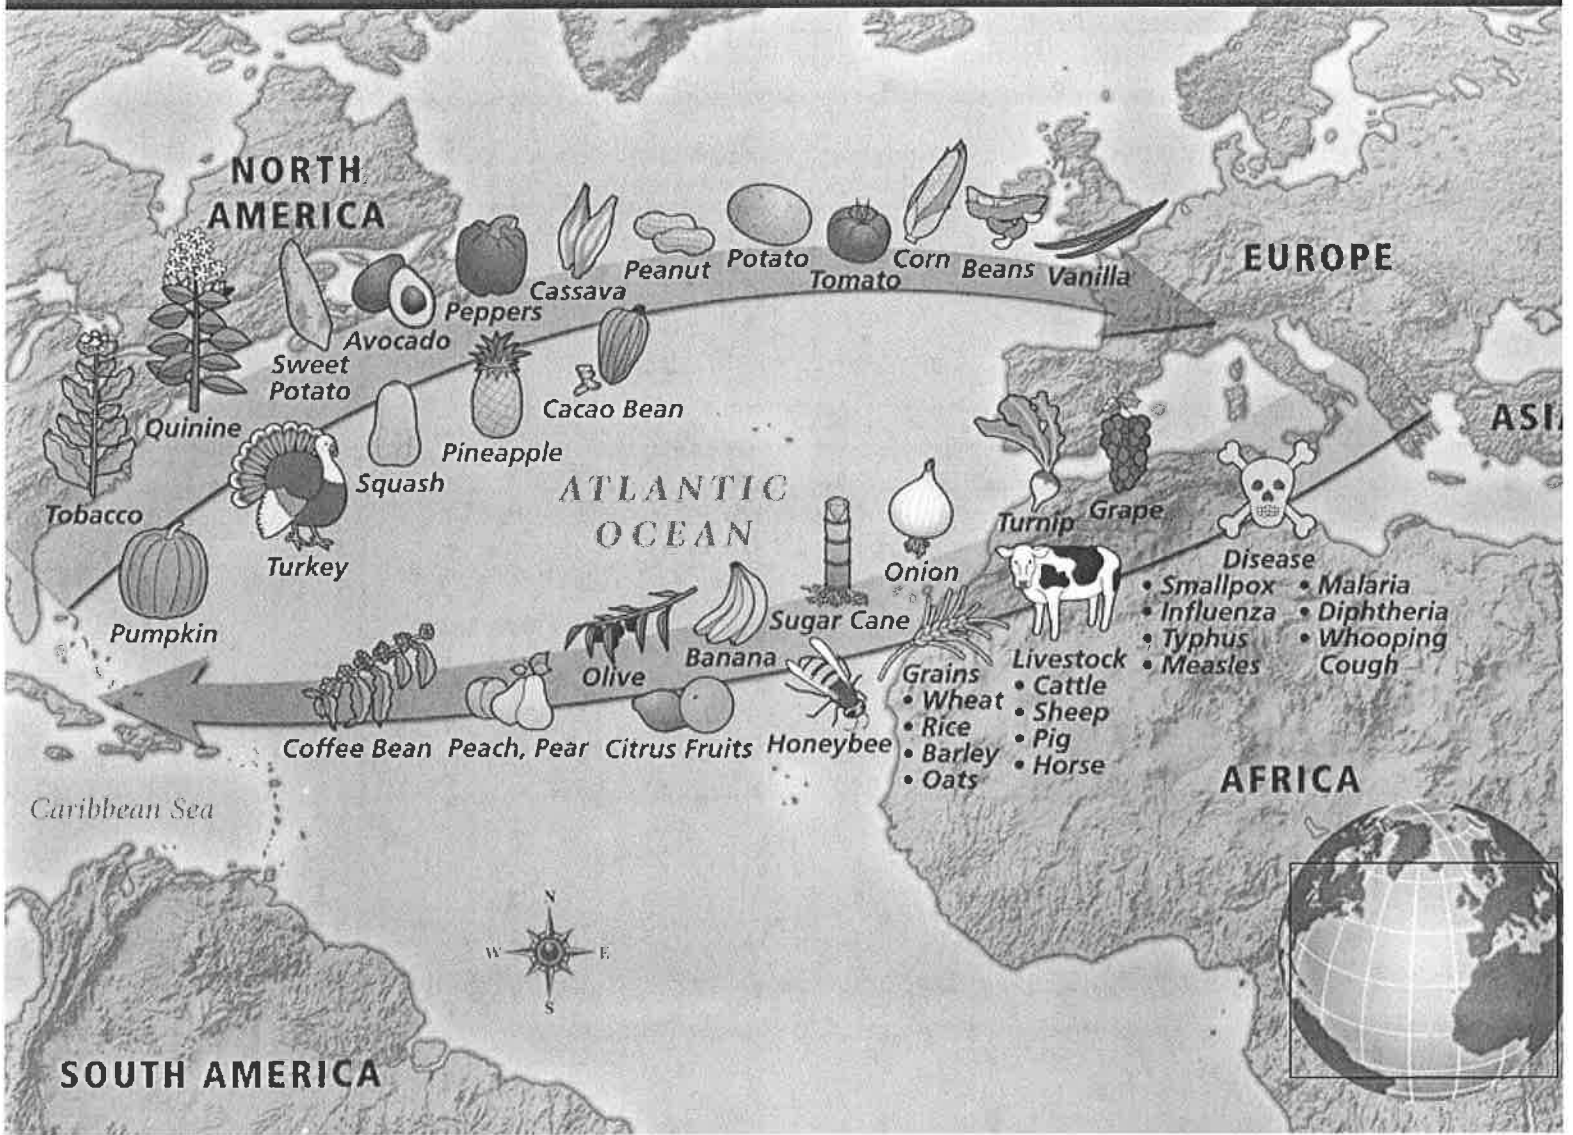 NORTH
AMERICA
EUROPE
ASI
Tobacco
Quinine
Sweet
Potato
Avocado
Peppers
Cassava
Peanut
Potato
Tomato
Corn
Beans
Vanilla
Pumpkin
Turkey
Squash
Pineapple
Cacao Bean
ATLANTIC
OCEAN
Coffee Bean
Peach, Pear
Olive
Citrus Fruits
Banana
Honeybee
Sugar Cane
Onion
Turnip
Grape
Grains
• Wheat
• Rice
• Barley
• Oats
Livestock
• Cattle
• Sheep
• Pig
• Horse
Disease
• Smallpox
• Influenza
• Typhus
• Measles
• Malaria
• Diphtheria
• Whooping
Cough
Caribbean Sea
AFRICA
SOUTH AMERICA
N
W
E
S